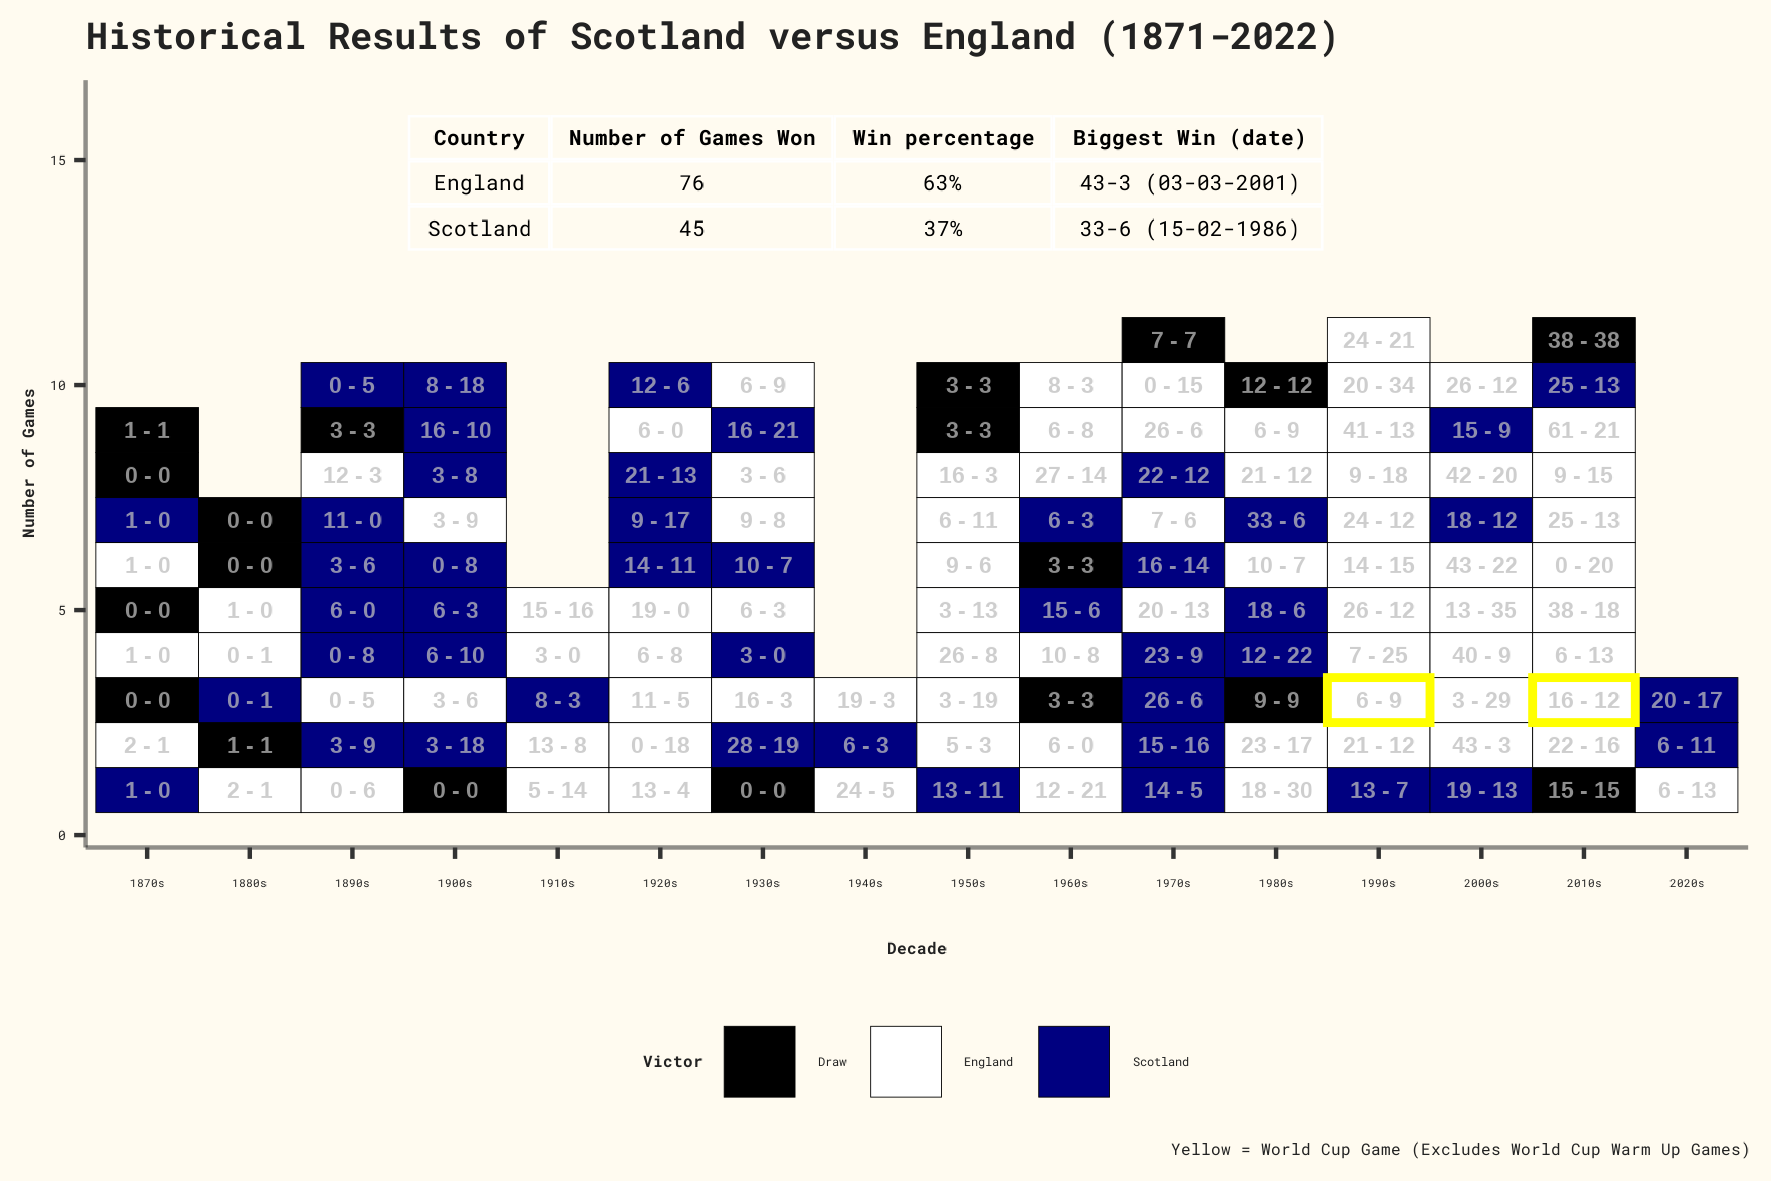 Historical Results of Scotland versus England (1871-2022)
Country Number of Games Won Win percentage Biggest Win (date)
England 76 63% 43-3 (03-03-2001)
Scotland 45 37% 33-6 (15-02-1986)
Number of Games
15
10
5
0
7 - 7 24 - 21 38 - 38
0 - 5 8 - 18 12 - 6 6 - 9 3 - 3 8 - 3 0 - 15 12 - 12 20 - 34 26 - 12 25 - 13
1 - 1 3 - 3 16 - 10 6 - 0 16 - 21 3 - 3 6 - 8 26 - 6 6 - 9 41 - 13 15 - 9 61 - 21
0 - 0 12 - 3 3 - 8 21 - 13 3 - 6 16 - 3 27 - 14 22 - 12 21 - 12 9 - 18 42 - 20 9 - 15
1 - 0 0 - 0 11 - 0 3 - 9 9 - 17 9 - 8 6 - 11 6 - 3 7 - 6 33 - 6 24 - 12 18 - 12 25 - 13
1 - 0 0 - 0 3 - 6 0 - 8 14 - 11 10 - 7 9 - 6 3 - 3 16 - 14 10 - 7 14 - 15 43 - 22 0 - 20
0 - 0 1 - 0 6 - 0 6 - 3 15 - 16 19 - 0 6 - 3 3 - 13 15 - 6 20 - 13 18 - 6 26 - 12 13 - 35 38 - 18
1 - 0 0 - 1 0 - 8 6 - 10 3 - 0 6 - 8 3 - 0 26 - 8 10 - 8 23 - 9 12 - 22 7 - 25 40 - 9 6 - 13
0 - 0 0 - 1 0 - 5 3 - 6 8 - 3 11 - 5 16 - 3 19 - 3 3 - 19 3 - 3 26 - 6 9 - 9 6 - 9 3 - 29 16 - 12 20 - 17
2 - 1 1 - 1 3 - 9 3 - 18 13 - 8 0 - 18 28 - 19 6 - 3 5 - 3 6 - 0 15 - 16 23 - 17 21 - 12 43 - 3 22 - 16 6 - 11
1 - 0 2 - 1 0 - 6 0 - 0 5 - 14 13 - 4 0 - 0 24 - 5 13 - 11 12 - 21 14 - 5 18 - 30 13 - 7 19 - 13 15 - 15 6 - 13
1870s 1880s 1890s 1900s 1910s 1920s 1930s 1940s 1950s 1960s 1970s 1980s 1990s 2000s 2010s 2020s
Decade
Victor Draw England Scotland
Yellow = World Cup Game (Excludes World Cup Warm Up Games)